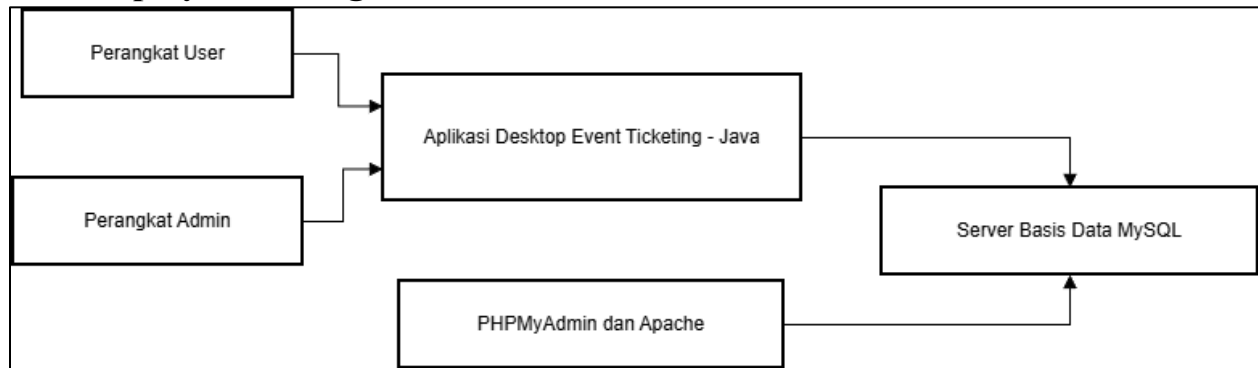 Perangkat User
Aplikasi Desktop Event Ticketing - Java
Perangkat Admin
Server Basis Data MySQL
PHPMyAdmin dan Apache